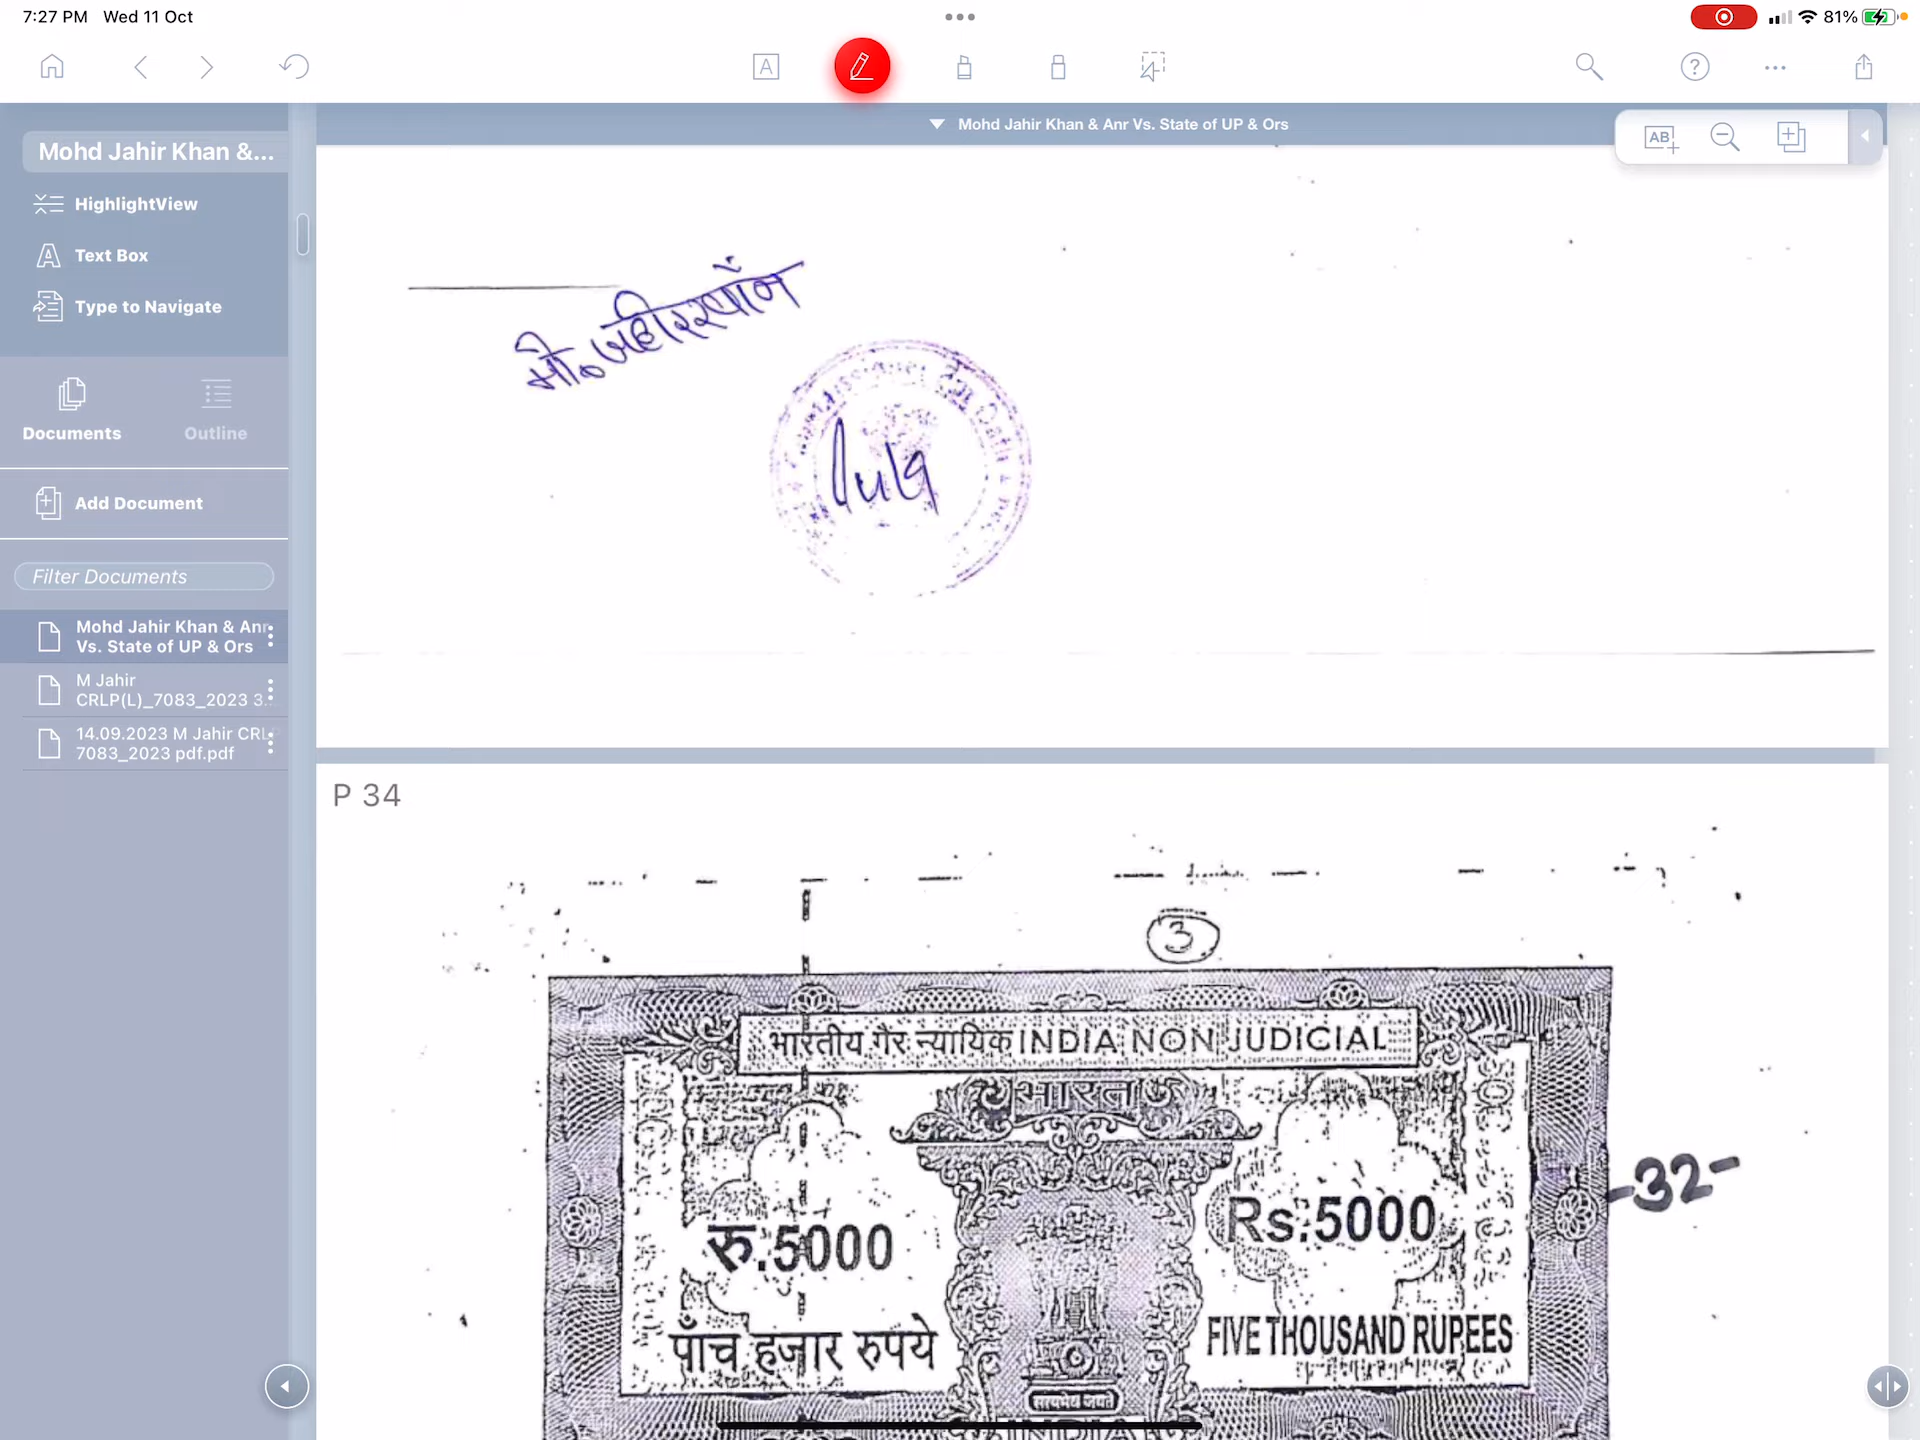 7:27 PM Wed 11 Oct
81%
Mohd Jahir Khan &...
HighlightView
Text Box
Type to Navigate
Documents
Outline
Add Document
Filter Documents
Mohd Jahir Khan & Anr
Vs. State of UP & Ors
M Jahir
CRLP(L)_7083_2023 3...
14.09.2023 M Jahir CRL
7083_2023 pdf.pdf
Mohd Jahir Khan & Anr Vs. State of UP & Ors
मो० जहीर खाँन
P 34
3
भारतीय गैर न्यायिक INDIA NON JUDICIAL
भारत
रु.5000
Rs.5000
पाँच हजार रुपये
FIVE THOUSAND RUPEES
सत्यमेव जयते
INDIA
-32-